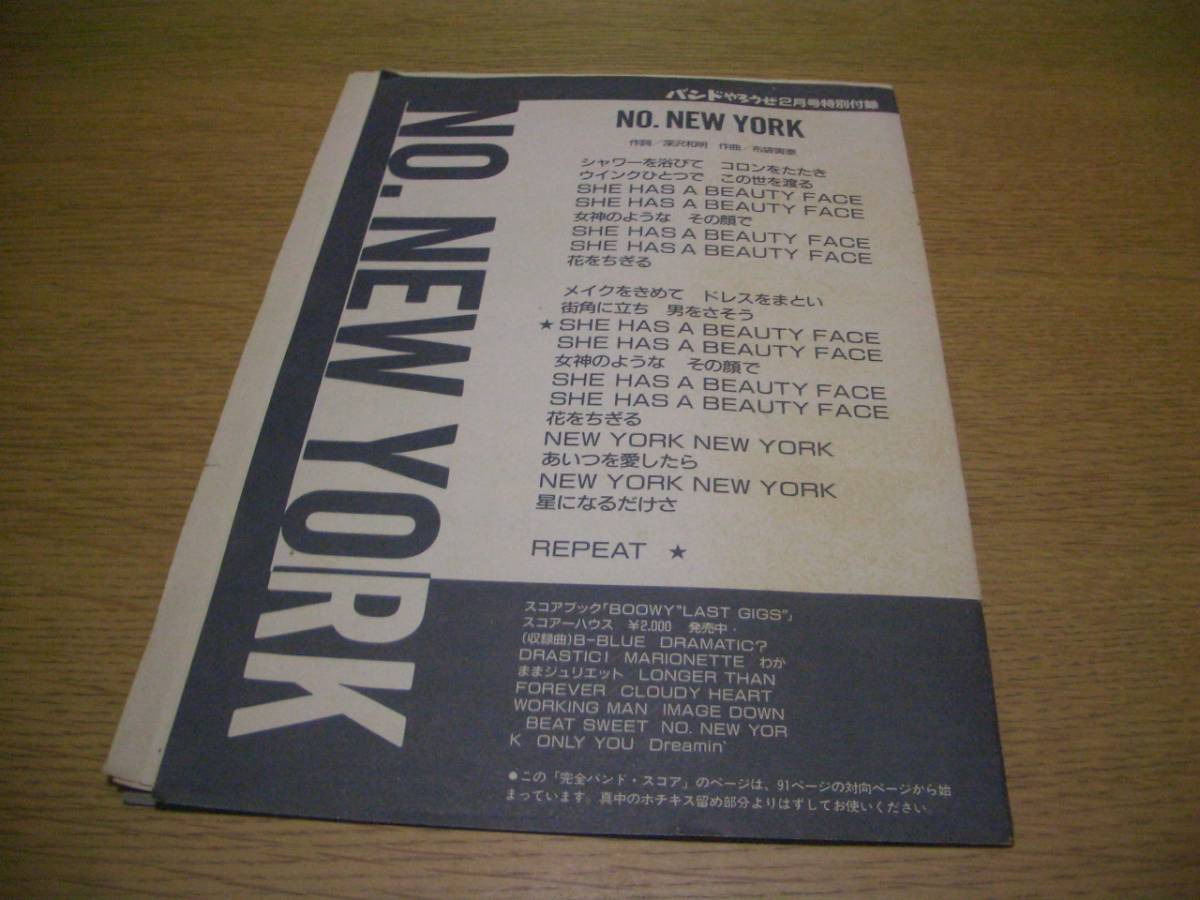 バンドやろうぜ2月号特別付録
NO. NEW YORK
NO. NEW YORK
作詞／深沢和明 作曲／布袋寅泰
シャワーを浴びて コロンをたたき
ウインクひとつで この世を渡る
SHE HAS A BEAUTY FACE
SHE HAS A BEAUTY FACE
女神のような その顔で
SHE HAS A BEAUTY FACE
SHE HAS A BEAUTY FACE
花をちぎる
メイクをきめて ドレスをまとい
街角に立ち 男をさそう
★SHE HAS A BEAUTY FACE
SHE HAS A BEAUTY FACE
女神のような その顔で
SHE HAS A BEAUTY FACE
SHE HAS A BEAUTY FACE
花をちぎる
NEW YORK NEW YORK
あいつを愛したら
NEW YORK NEW YORK
星になるだけさ
REPEAT ★
スコアブック「BOOWY"LAST GIGS"」
スコアーハウス ¥2,000 発売中・
(収録曲)B-BLUE DRAMATIC?
DRASTIC! MARIONETTE わが
ままジュリエット／LONGER THAN
FOREVER／CLOUDY HEART
WORKING MAN／IMAGE DOWN
BEAT SWEET NO. NEW YOR
K ONLY YOU Dreamin'
●この「完全バンド・スコア」のページは、91ページの対向ページから始
まっています。真中のホチキス留め部分よりはずしてお使いください。